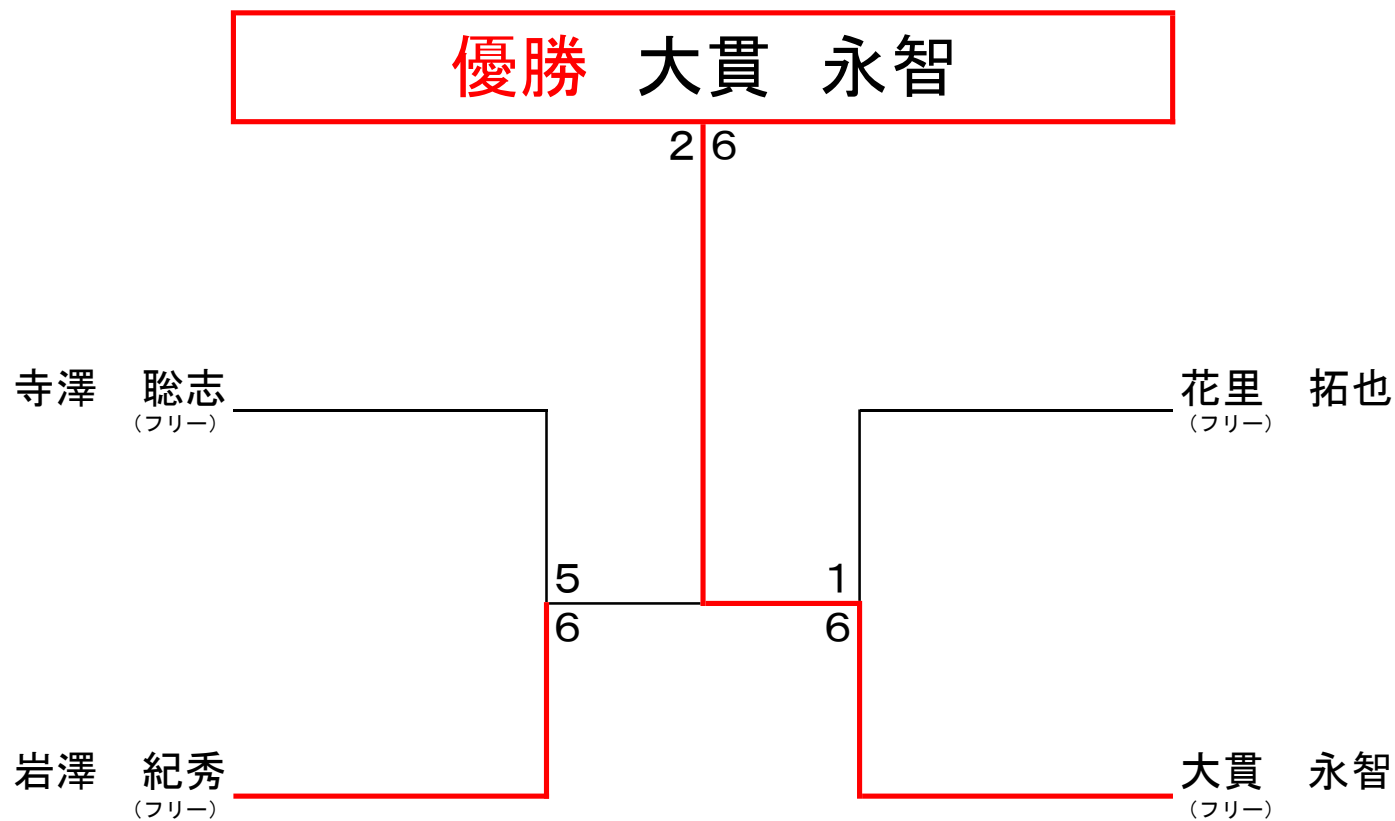 優勝　大貫　永智
2 6
寺澤　聡志
（フリー）
花里　拓也
（フリー）
5
6
1
6
岩澤　紀秀
（フリー）
大貫　永智
（フリー）